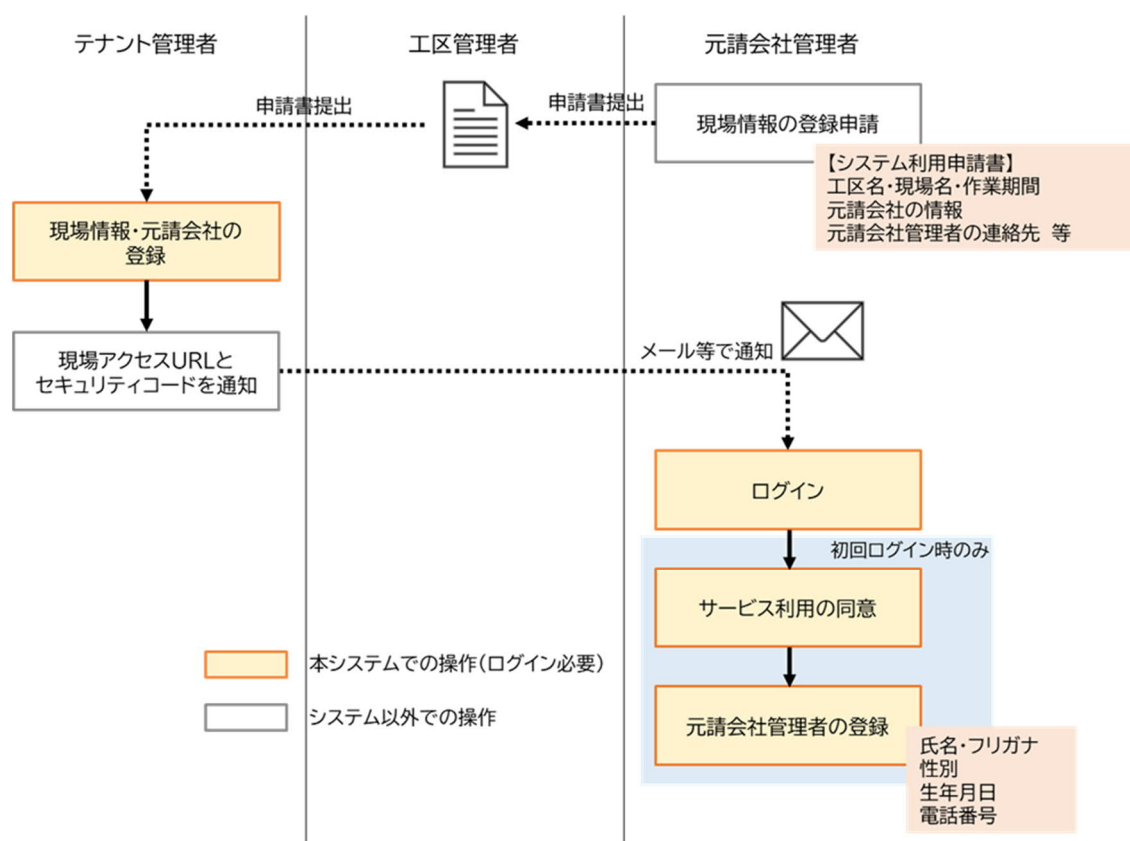 テナント管理者
工区管理者
元請会社管理者
申請書提出
申請書提出
現場情報の登録申請
【システム利用申請書】
工区名・現場名・作業期間
元請会社の情報
元請会社管理者の連絡先 等
現場情報・元請会社の
登録
現場アクセスURLと
セキュリティコードを通知
メール等で通知
ログイン
初回ログイン時のみ
サービス利用の同意
元請会社管理者の登録
氏名・フリガナ
性別
生年月日
電話番号
本システムでの操作(ログイン必要)
システム以外での操作